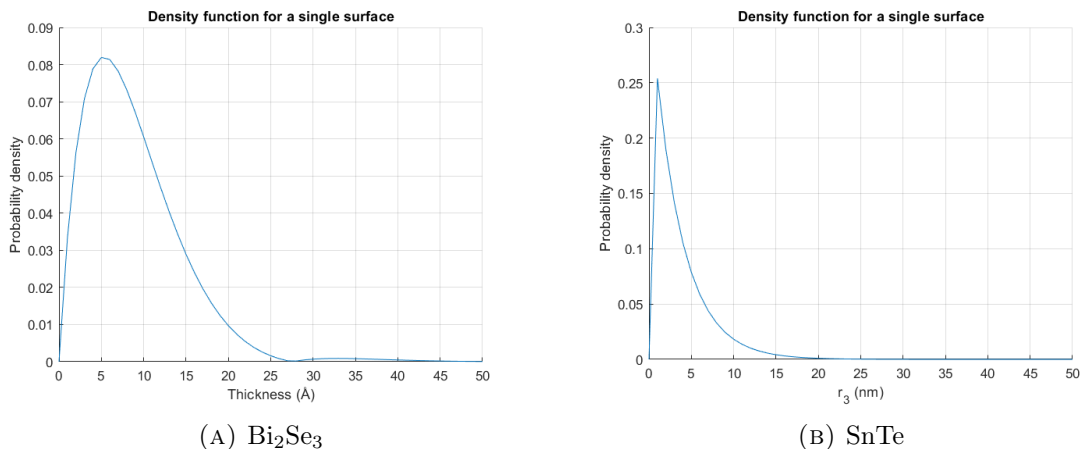 Density function for a single surface
0.09
0.08
0.07
0.06
0.05
0.04
0.03
0.02
0.01
0
Probability density
0 5 10 15 20 25 30 35 40 45 50
Thickness (Å)
(A) Bi₂Se₃
Density function for a single surface
0.3
0.25
0.2
0.15
0.1
0.05
0
Probability density
0 5 10 15 20 25 30 35 40 45 50
r₃ (nm)
(B) SnTe